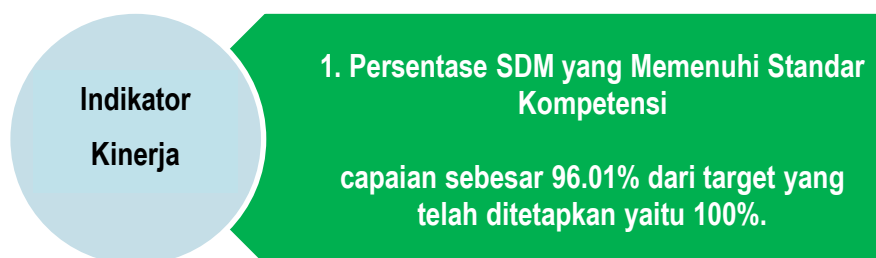 Indikator
Kinerja
1. Persentase SDM yang Memenuhi Standar
Kompetensi
capaian sebesar 96.01% dari target yang
telah ditetapkan yaitu 100%.